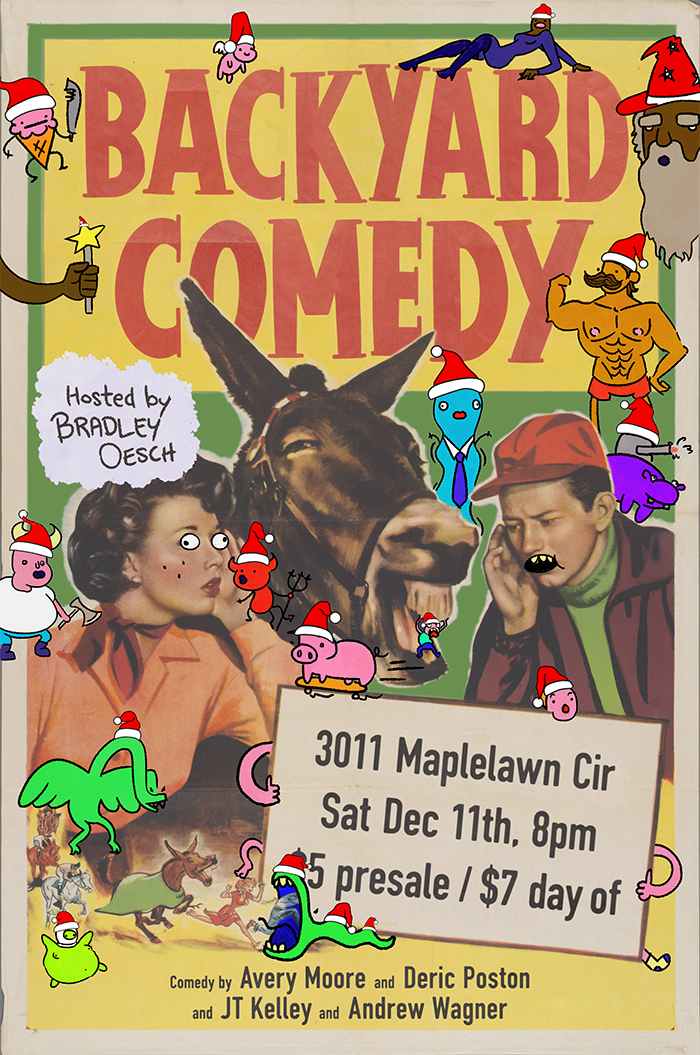 BACKYARD
COMEDY
Hosted by
BRADLEY
OESCH
3011 Maplelawn Cir
Sat Dec 11th, 8pm
$5 presale / $7 day of
Comedy by Avery Moore and Deric Poston
and JT Kelley and Andrew Wagner